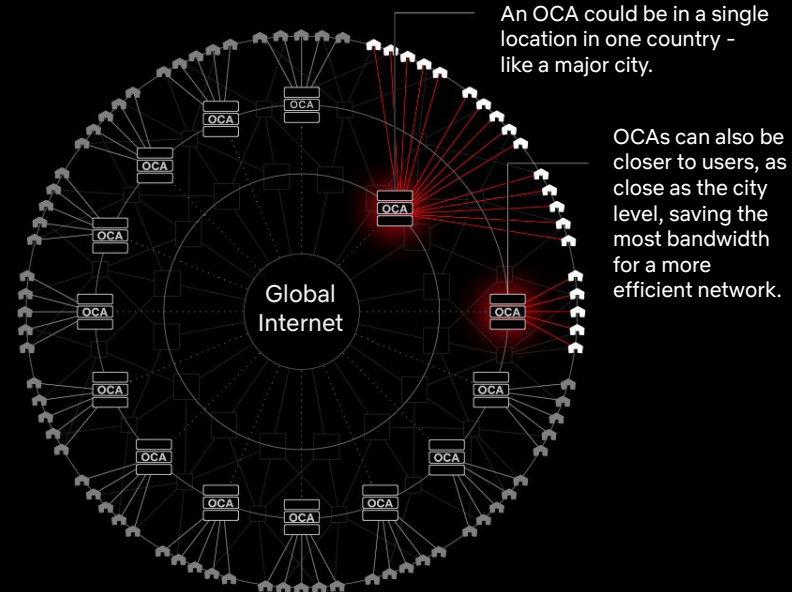 An OCA could be in a single
location in one country -
like a major city.
OCAs can also be
closer to users, as
close as the city
level, saving the
most bandwidth
for a more
efficient network.
OCA
OCA
OCA
OCA
OCA
OCA
Global
Internet
OCA
OCA
OCA
OCA
OCA
OCA
OCA
OCA